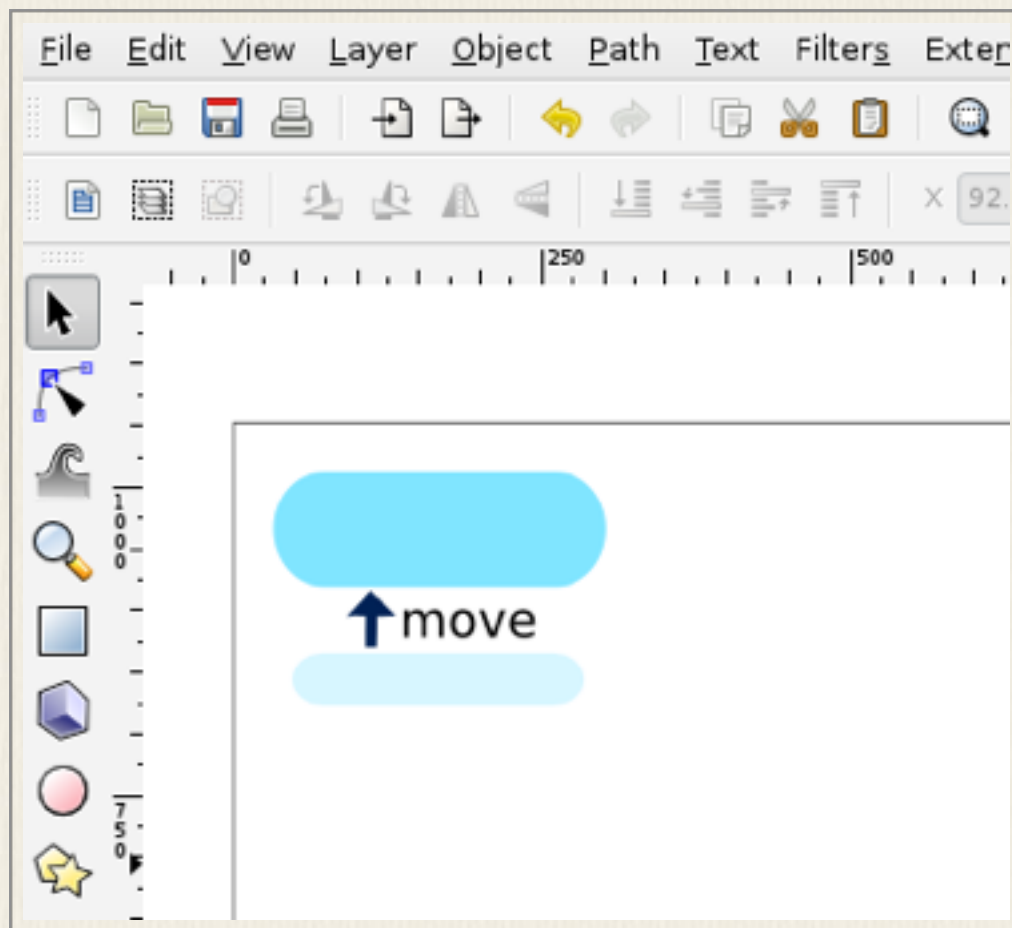 File Edit View Layer Object Path Text Filters Exter
X 92.
0 250 500
1000
move
750